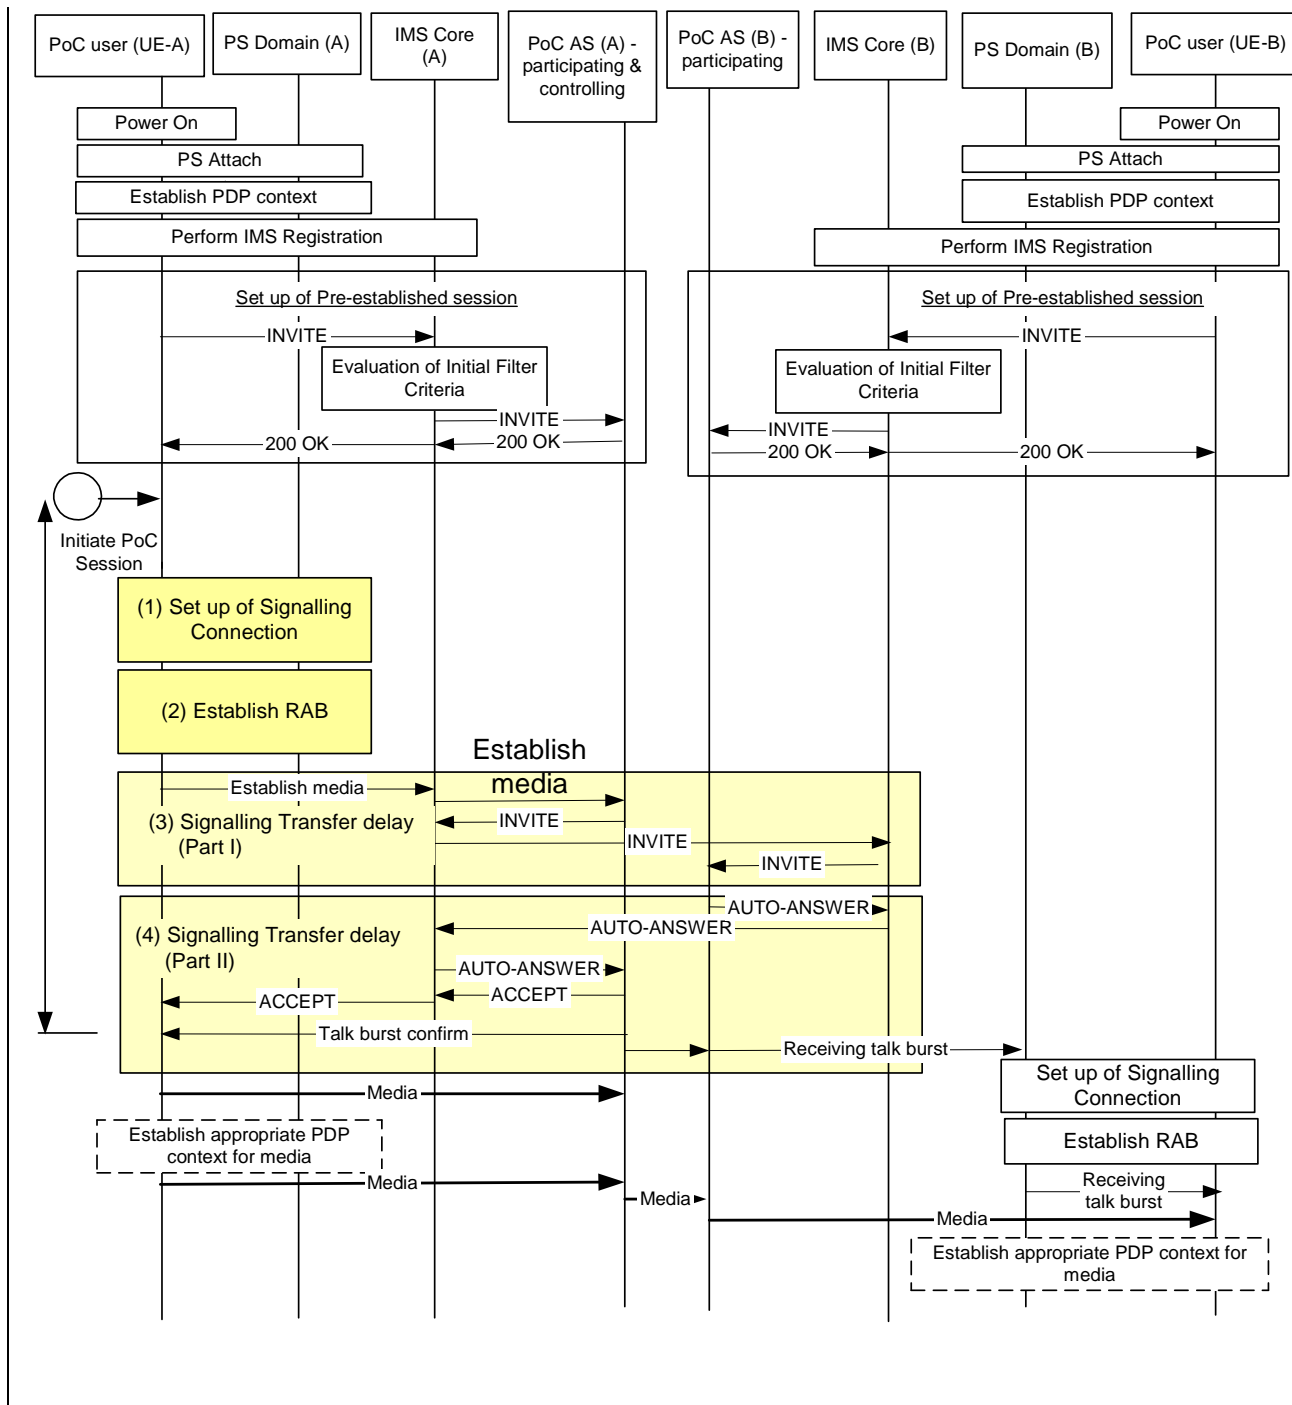 PoC user (UE-A)
PS Domain (A)
IMS Core
(A)
PoC AS (A) -
participating &
controlling
PoC AS (B) -
participating
IMS Core (B)
PS Domain (B)
PoC user (UE-B)
Power On
Power On
PS Attach
PS Attach
Establish PDP context
Establish PDP context
Perform IMS Registration
Perform IMS Registration
Set up of Pre-established session
Set up of Pre-established session
INVITE
INVITE
Evaluation of Initial Filter
Criteria
Evaluation of Initial Filter
Criteria
INVITE
INVITE
200 OK
200 OK
200 OK
200 OK
Initiate PoC
Session
(1) Set up of Signalling
Connection
(2) Establish RAB
Establish
media
Establish media
(3) Signalling Transfer delay
(Part I)
INVITE
INVITE
INVITE
AUTO-ANSWER
AUTO-ANSWER
(4) Signalling Transfer delay
(Part II)
AUTO-ANSWER
ACCEPT
ACCEPT
Talk burst confirm
Receiving talk burst
Set up of Signalling
Connection
Media
Establish appropriate PDP
context for media
Establish RAB
Media
Receiving
talk burst
Media
Media
Establish appropriate PDP context for
media